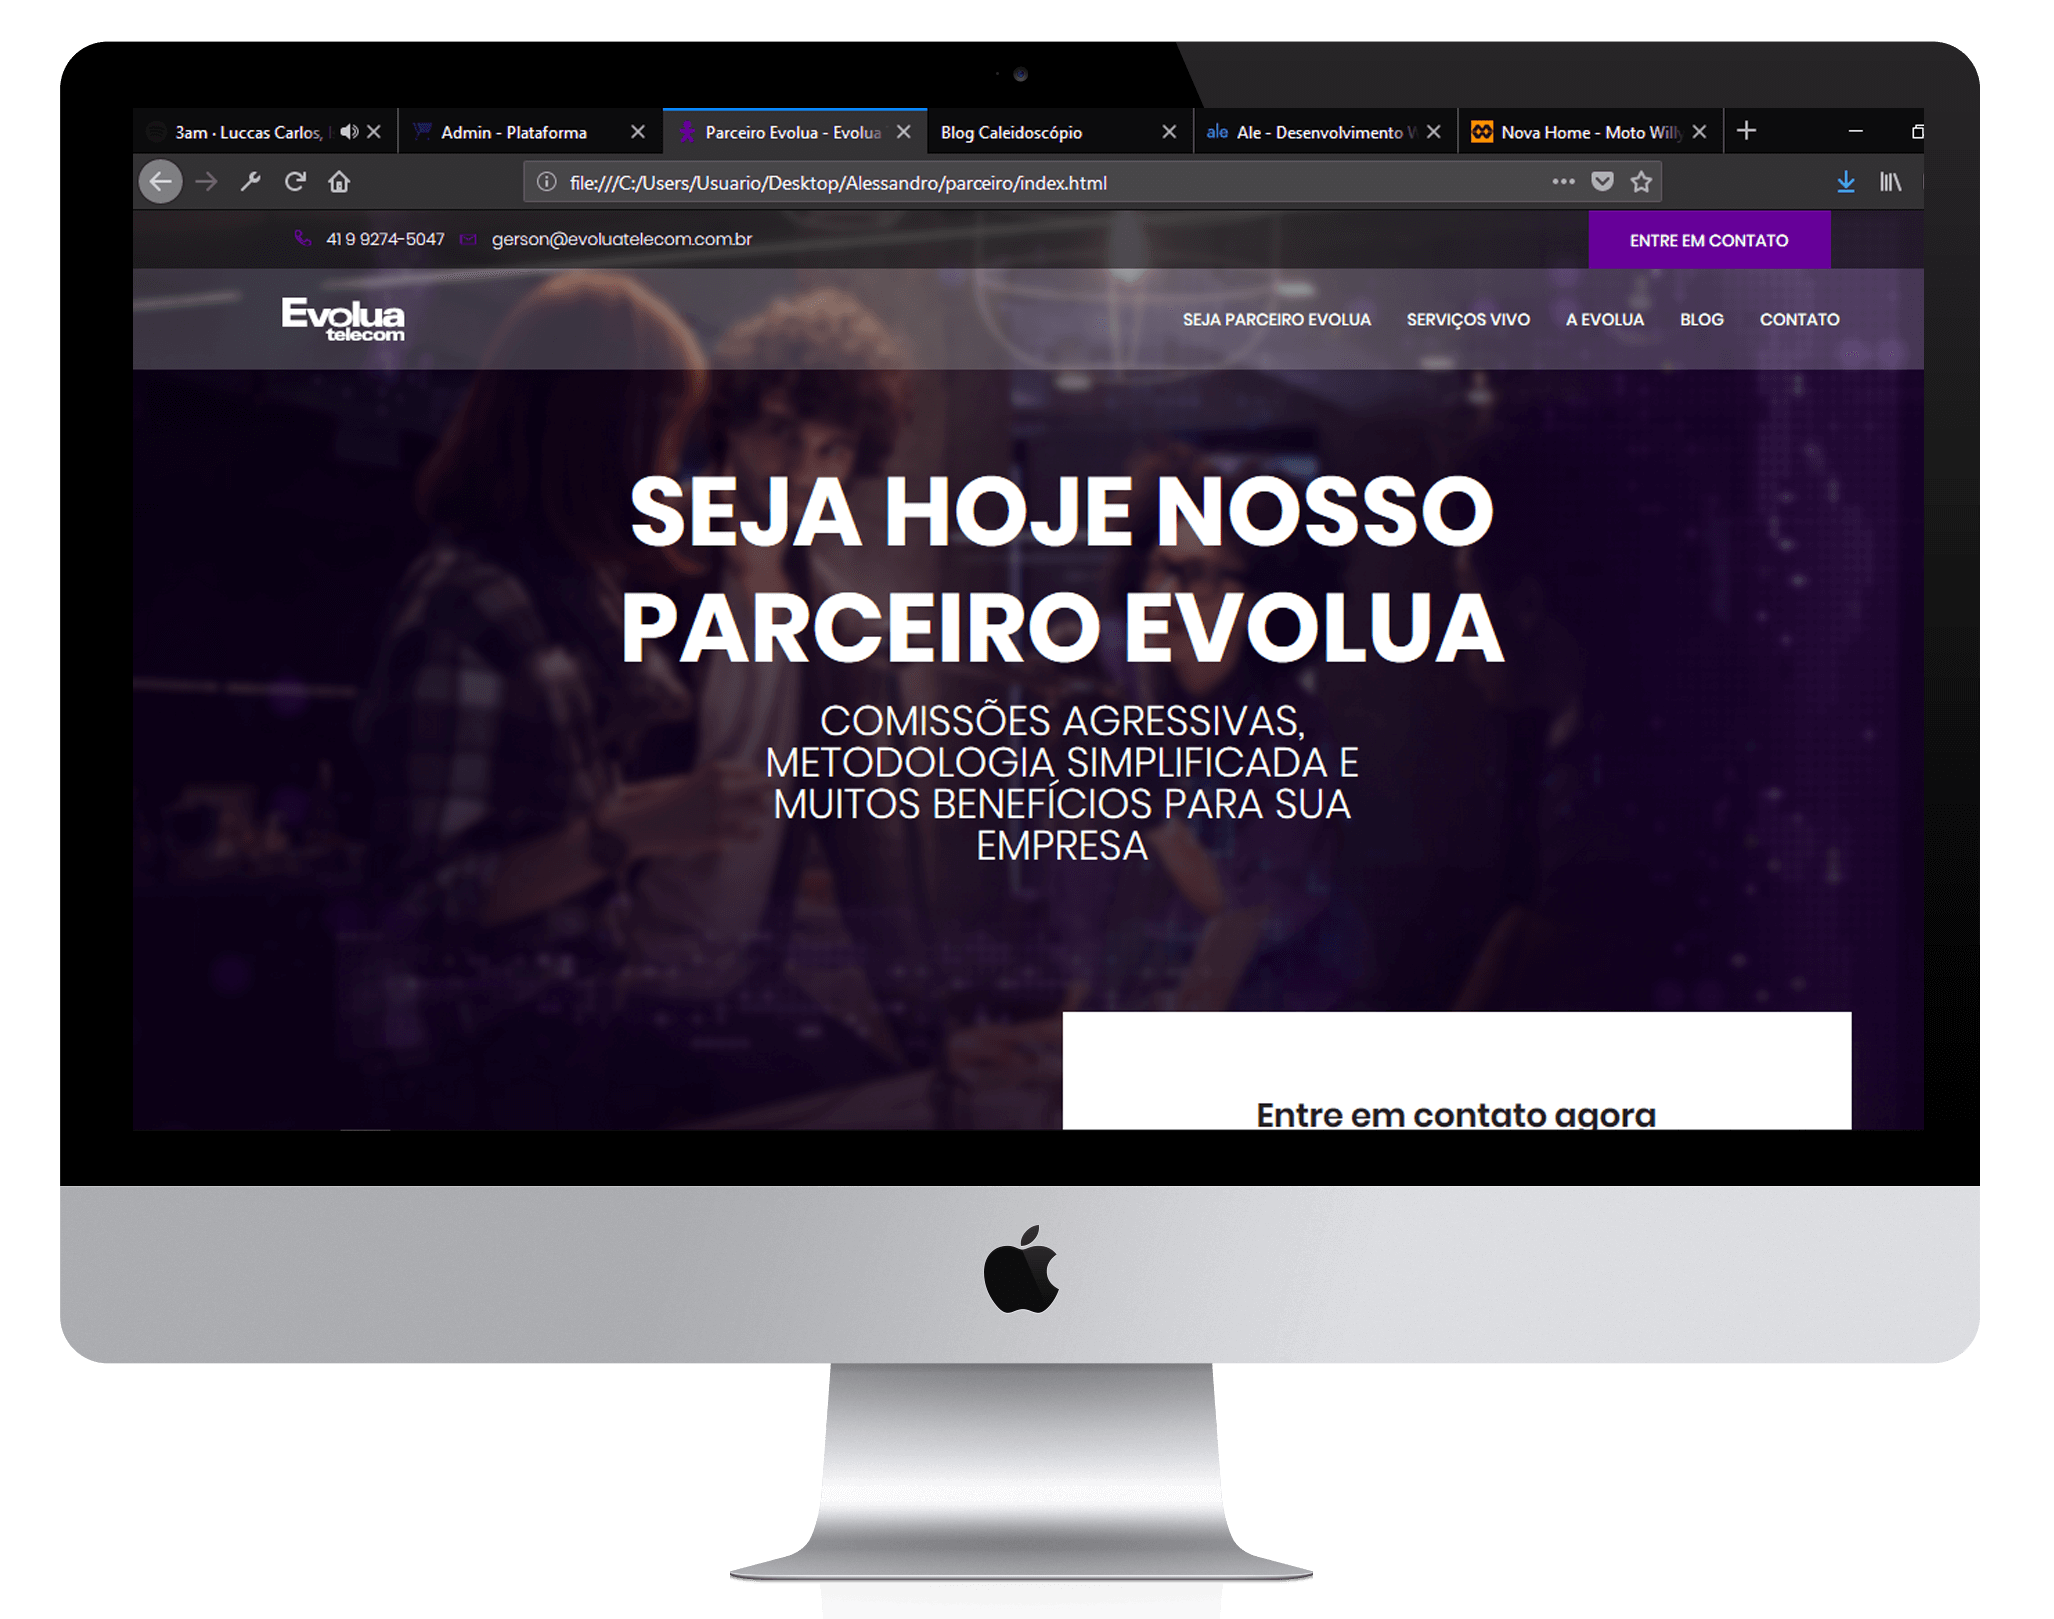 3am · Luccas Carlos,
Admin - Plataforma
Parceiro Evolua - Evolua
Blog Caleidoscópio
ale Ale - Desenvolvimento
Nova Home - Moto Willy
file:///C:/Users/Usuario/Desktop/Alessandro/parceiro/index.html
41 9 9274-5047 gerson@evoluatelecom.com.br
ENTRE EM CONTATO
Evolua
telecom
SEJA PARCEIRO EVOLUA SERVIÇOS VIVO A EVOLUA BLOG CONTATO
SEJA HOJE NOSSO
PARCEIRO EVOLUA
COMISSÕES AGRESSIVAS,
METODOLOGIA SIMPLIFICADA E
MUITOS BENEFÍCIOS PARA SUA
EMPRESA
Entre em contato agora